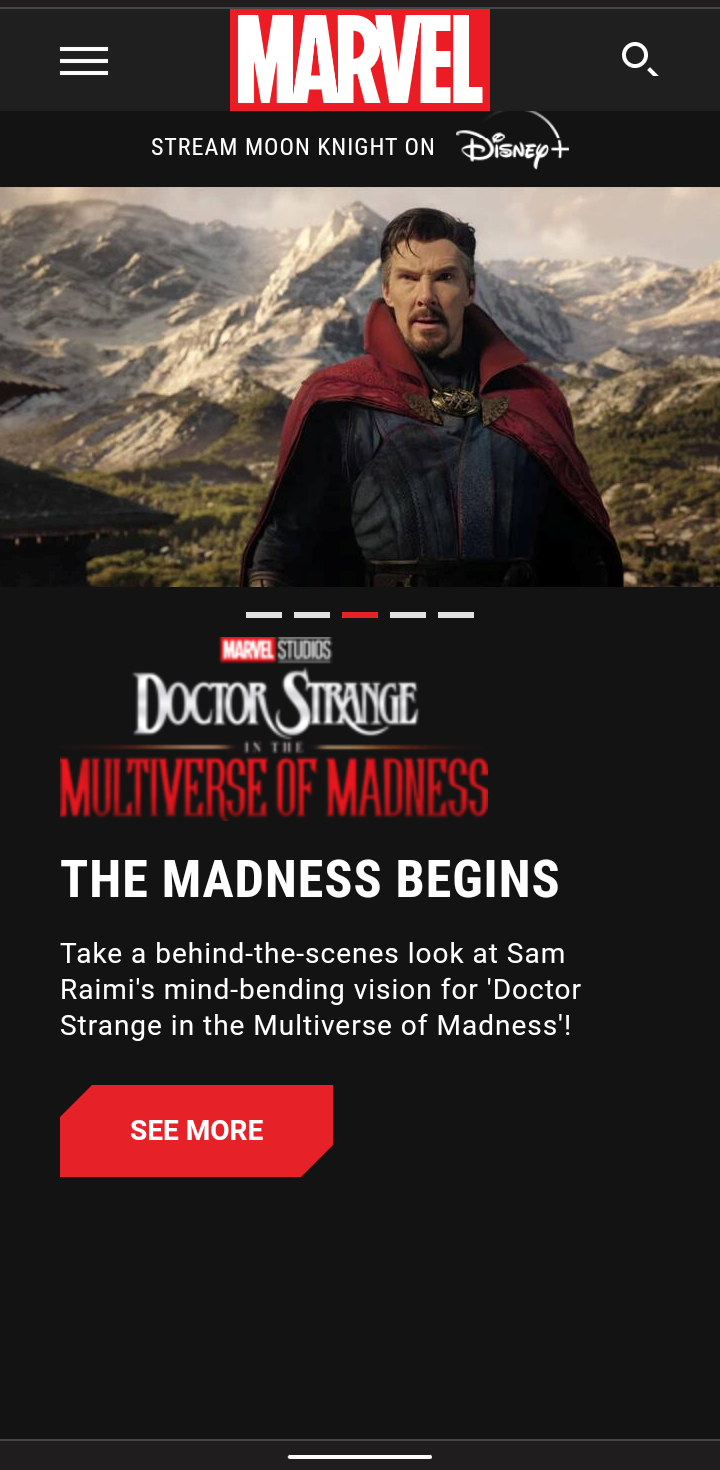 MARVEL
STREAM MOON KNIGHT ON Disney+
MARVEL STUDIOS
DOCTOR STRANGE
IN THE
MULTIVERSE OF MADNESS
THE MADNESS BEGINS
Take a behind-the-scenes look at Sam
Raimi's mind-bending vision for 'Doctor
Strange in the Multiverse of Madness'!
SEE MORE